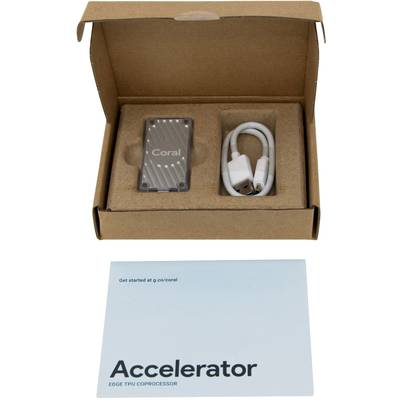 Coral
Get started at g.co/coral
Accelerator
EDGE TPU COPROCESSOR